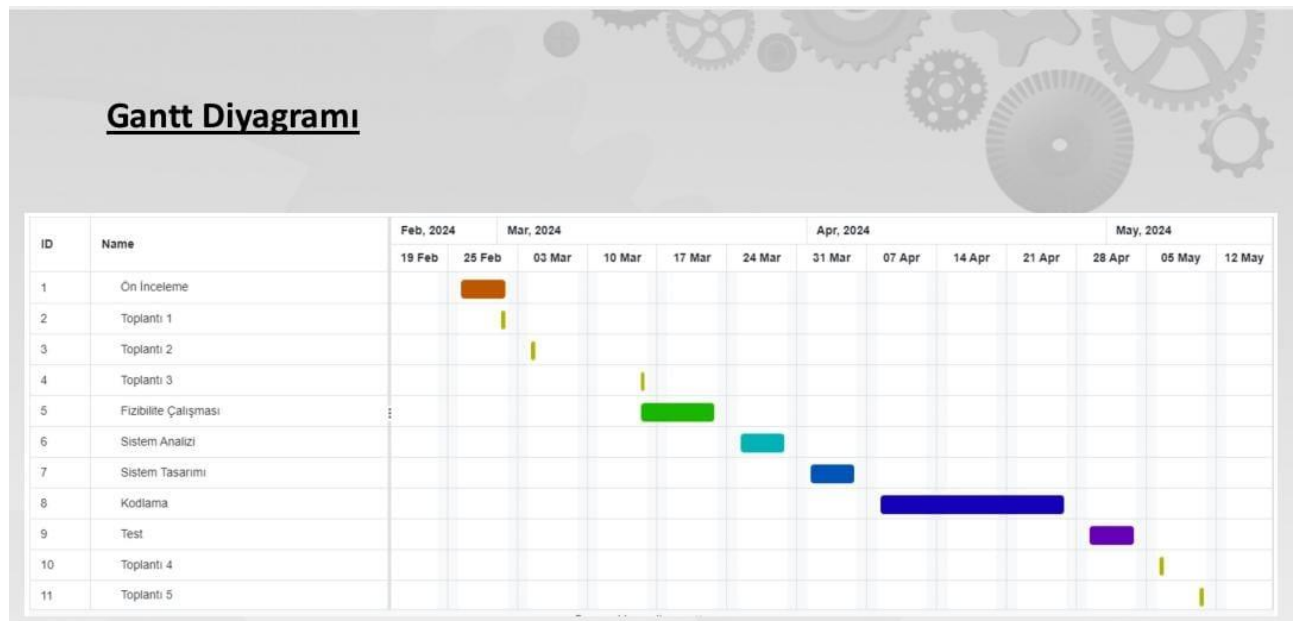 Gantt Diyagramı
ID Name Feb, 2024 Mar, 2024 Apr, 2024 May, 2024
19 Feb 25 Feb 03 Mar 10 Mar 17 Mar 24 Mar 31 Mar 07 Apr 14 Apr 21 Apr 28 Apr 05 May 12 May
1 Ön İnceleme
2 Toplantı 1
3 Toplantı 2
4 Toplantı 3
5 Fizibilite Çalışması
6 Sistem Analizi
7 Sistem Tasarımı
8 Kodlama
9 Test
10 Toplantı 4
11 Toplantı 5